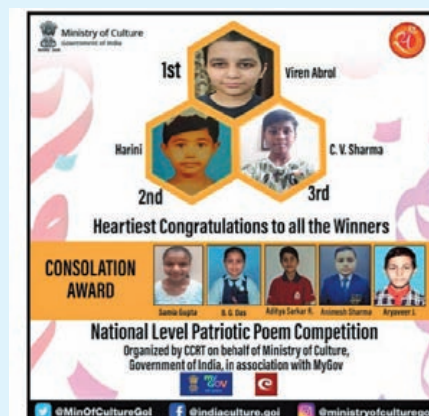 Ministry of Culture
Government of India
1st
Viren Abrol
Harini
C. V. Sharma
2nd
3rd
Heartiest Congratulations to all the Winners
CONSOLATION
AWARD
Samia Gupta
B. G. Das
Aditya Sarkar R.
Animesh Sharma
Aryaveer J.
National Level Patriotic Poem Competition
Organized by CCRT on behalf of Ministry of Culture,
Government of India, in association with MyGov
@MinOfCultureGoI
@indiaculture.goi
@ministryofculturegoi